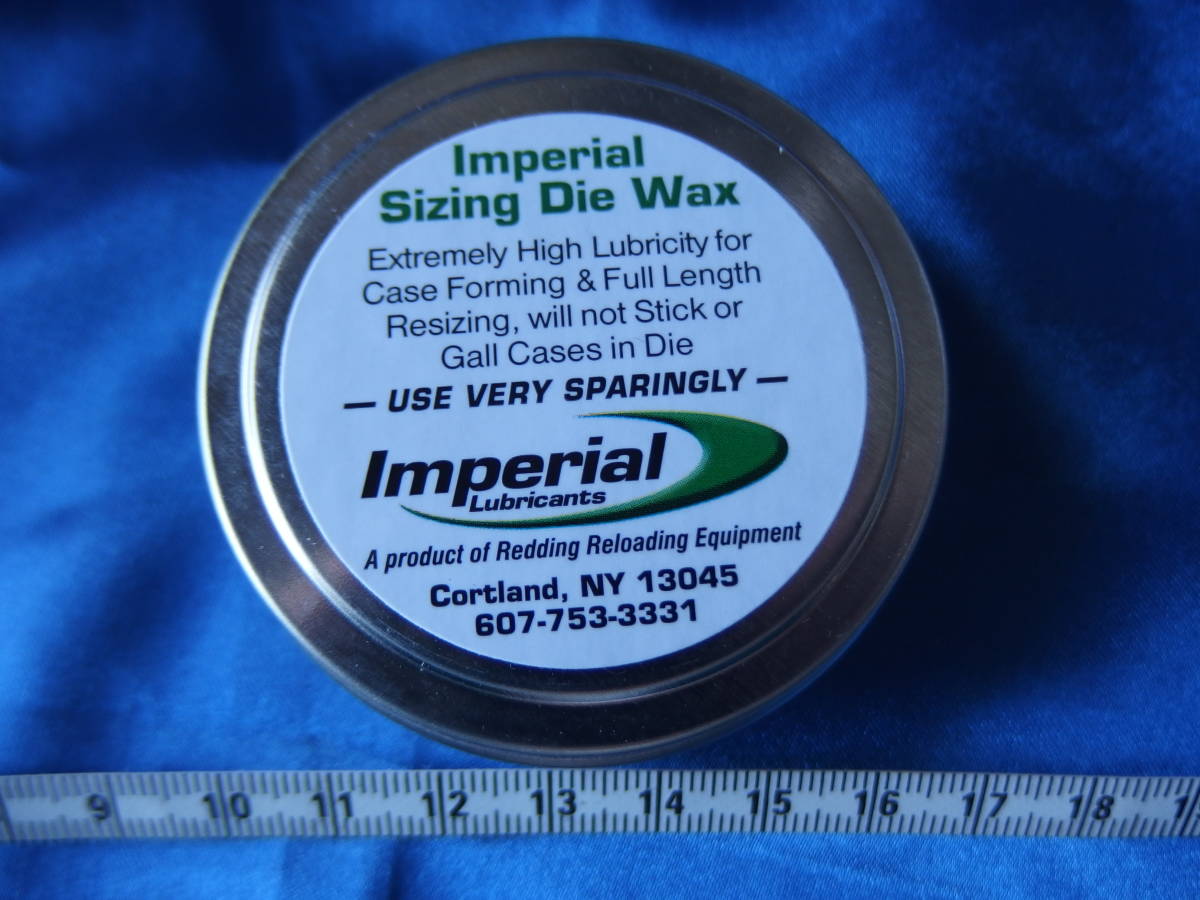 Imperial
Sizing Die Wax
Extremely High Lubricity for
Case Forming & Full Length
Resizing, will not Stick or
Gall Cases in Die
— USE VERY SPARINGLY —
Imperial
Lubricants
A product of Redding Reloading Equipment
Cortland, NY 13045
607-753-3331
9 10 11 12 13 14 15 16 17 18